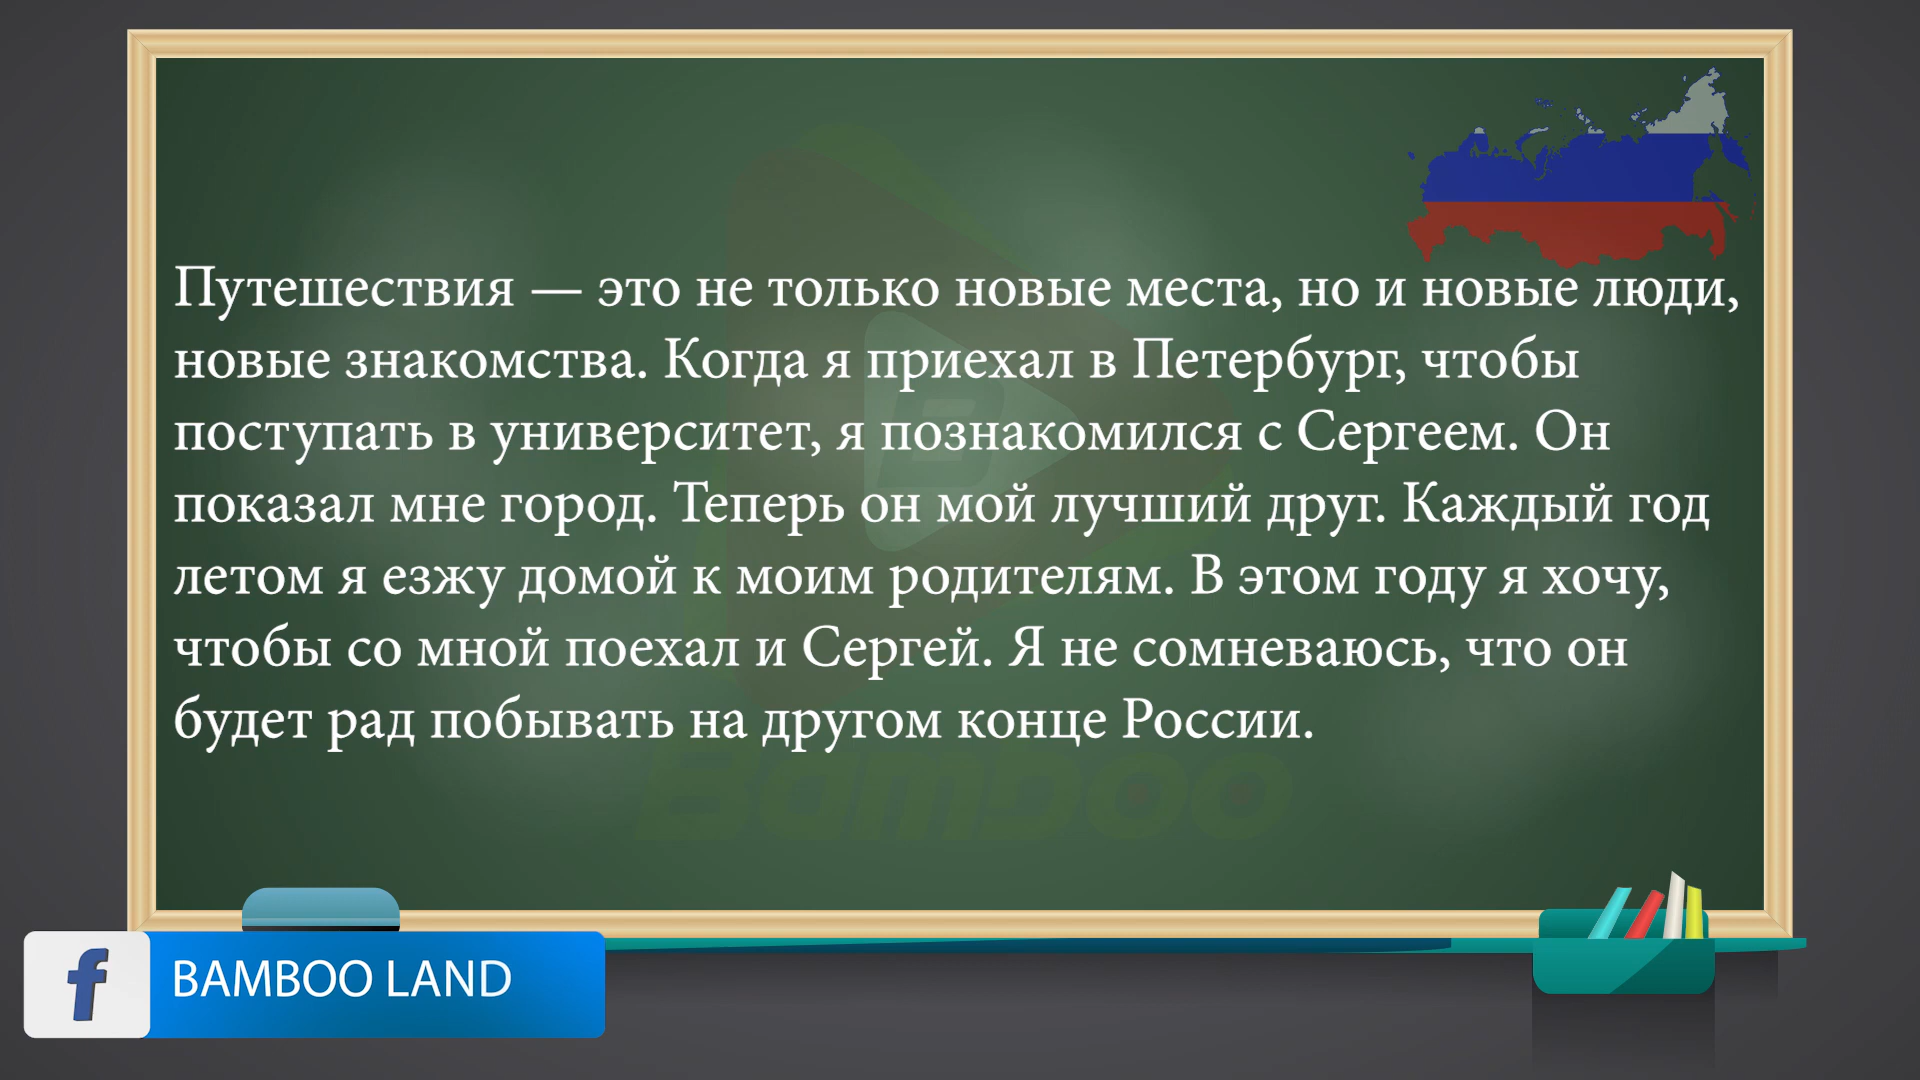 Путешествия — это не только новые места, но и новые люди,
новые знакомства. Когда я приехал в Петербург, чтобы
поступать в университет, я познакомился с Сергеем. Он
показал мне город. Теперь он мой лучший друг. Каждый год
летом я езжу домой к моим родителям. В этом году я хочу,
чтобы со мной поехал и Сергей. Я не сомневаюсь, что он
будет рад побывать на другом конце России.
Bamboo
f BAMBOO LAND